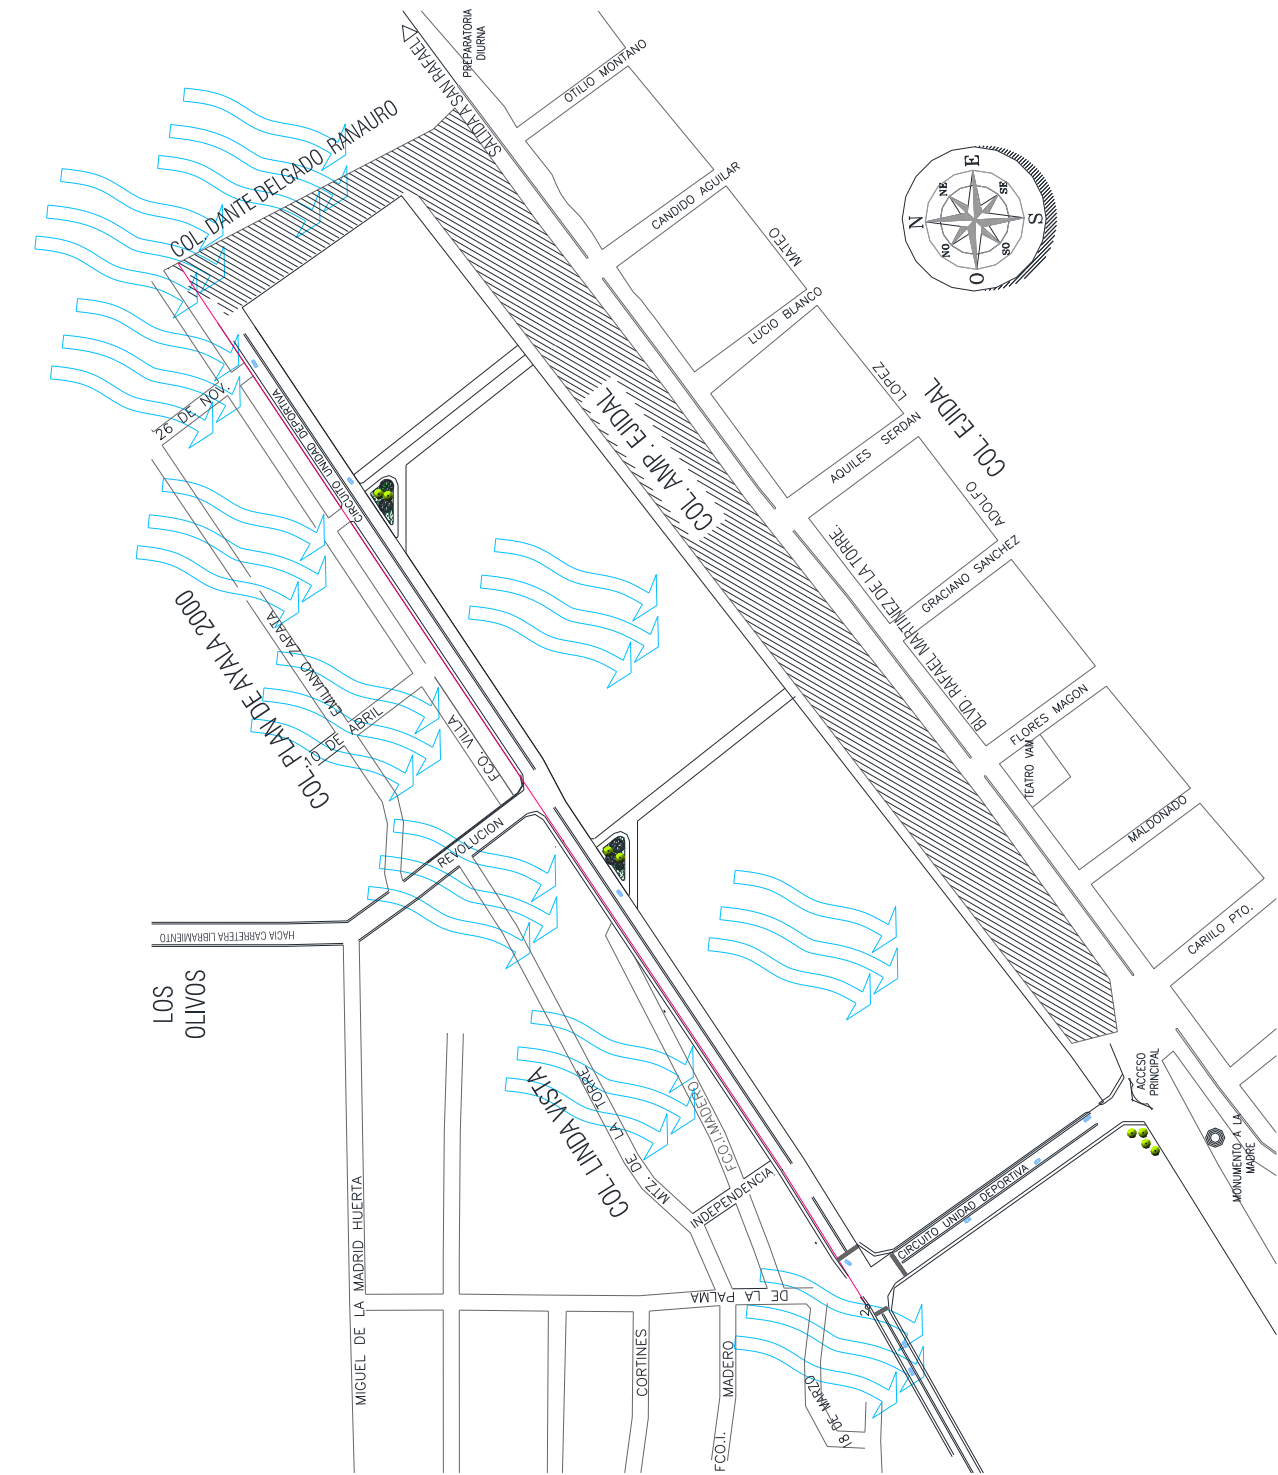 PREPARATORIA
DIURNA
SALIDA A SAN RAFAEL
OTILIO MONTANO
COL. DANTE DELGADO RANAURO
CANDIDO AGUILAR
MATEO
LUCIO BLANCO
LOPEZ
N
NE
E
SE
S
SO
O
NO
26 DE NOV.
CIRCUITO UNIDAD DEPORTIVA
COL. AMP. EJIDAL
AQUILES SERDAN
COL. EJIDAL
ADOLFO
BLVD. RAFAEL MARTINEZ DE LA TORRE.
GRACIANO SANCHEZ
COL. PLAN DE AYALA 2000
EMILIANO ZAPATA
10 DE ABRIL
FCO. VILLA
FLORES MAGON
TEATRO VAM
REVOLUCION
MALDONADO
HACIA CARRETERA LIBRAMIENTO
CARIILO PTO.
LOS
OLIVOS
COL. LINDA VISTA
MTZ. DE LA TORRE
FCO.I.MADERO
INDEPENDENCIA
ACCESO
PRINCIPAL
MONUMENTO A LA
MADRE
CIRCUITO UNIDAD DEPORTIVA
MIGUEL DE LA MADRID HUERTA
DE LA PALMA
2
CORTINES
FCO.I. MADERO
18 DE MARZO